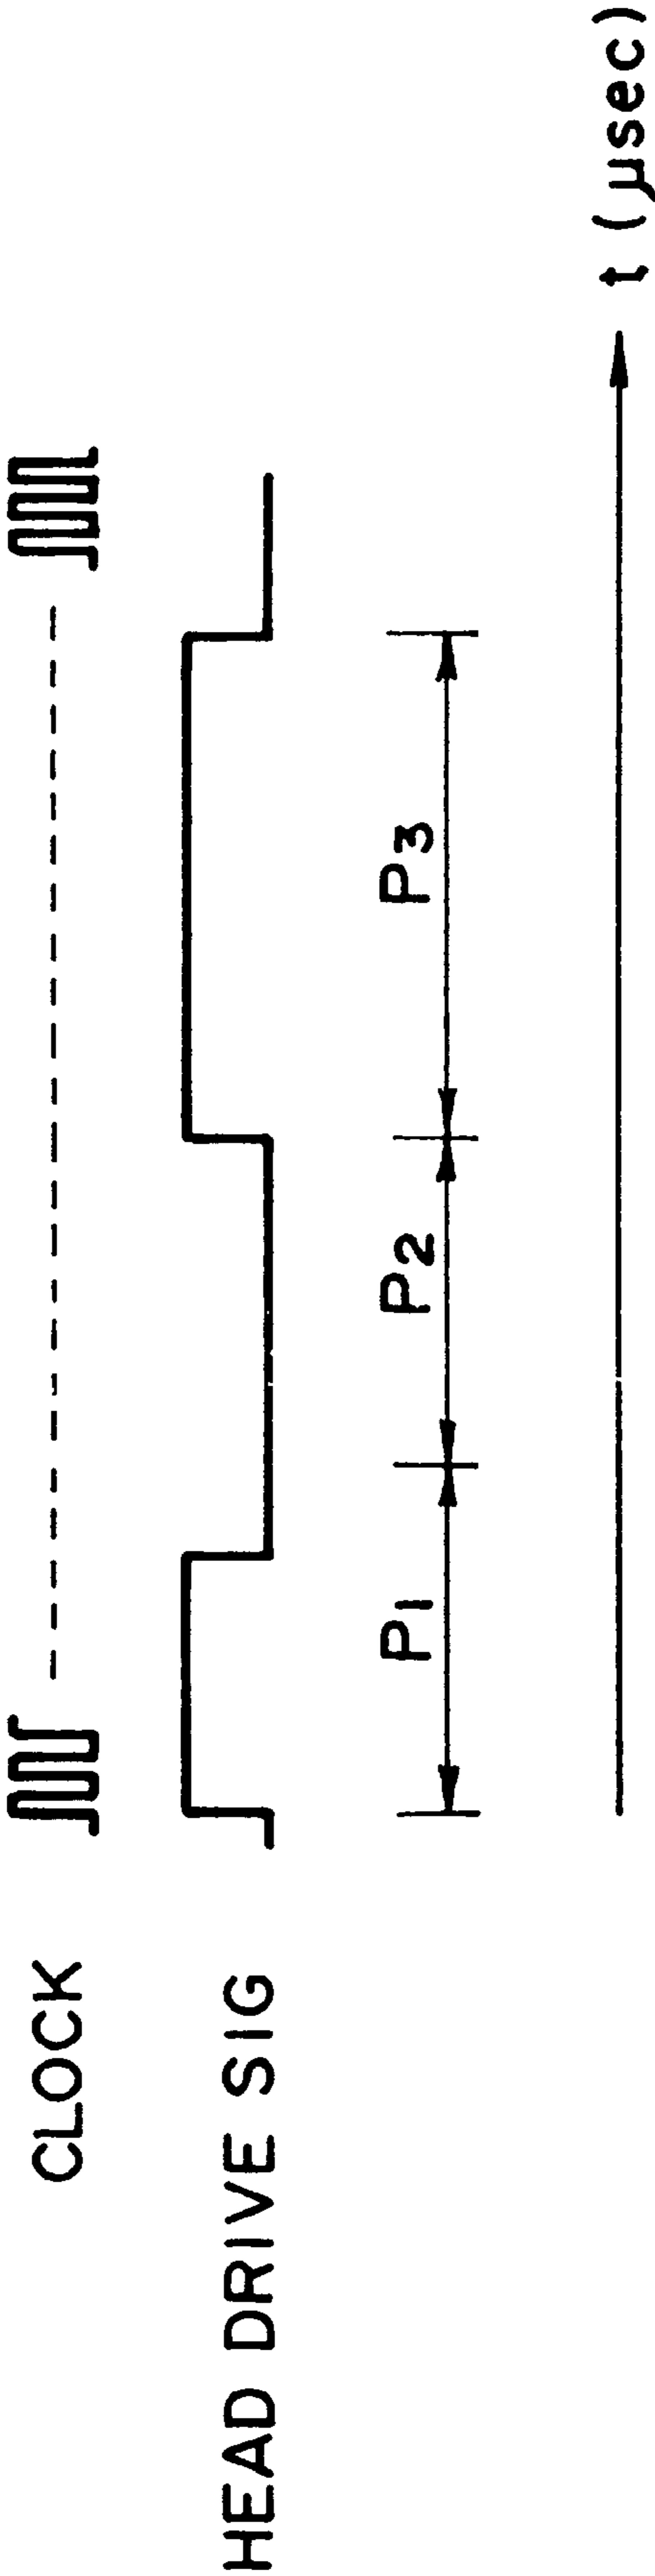 CLOCK
HEAD DRIVE SIG
P1
P2
P3
t (μsec)